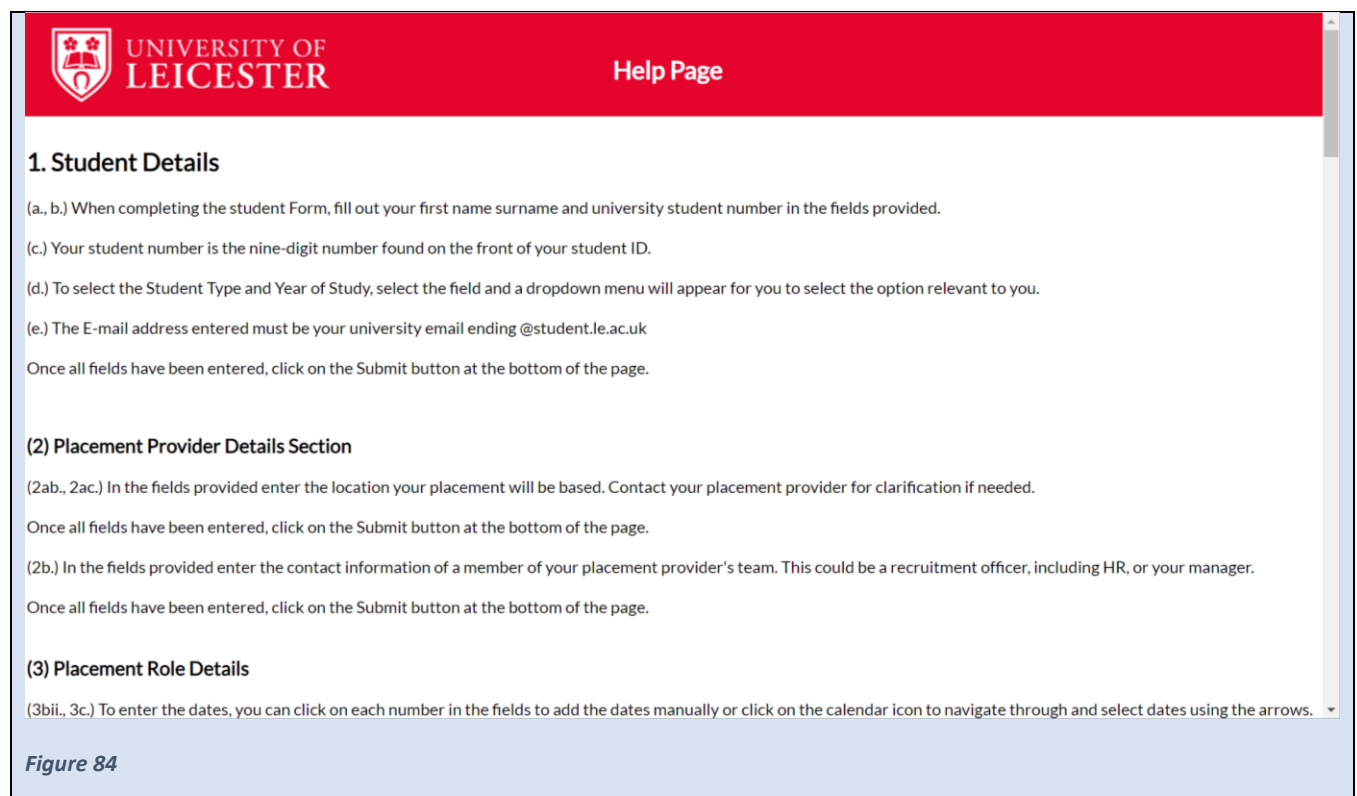 UNIVERSITY OF
LEICESTER
Help Page
1. Student Details
(a., b.) When completing the student Form, fill out your first name surname and university student number in the fields provided.
(c.) Your student number is the nine-digit number found on the front of your student ID.
(d.) To select the Student Type and Year of Study, select the field and a dropdown menu will appear for you to select the option relevant to you.
(e.) The E-mail address entered must be your university email ending @student.le.ac.uk
Once all fields have been entered, click on the Submit button at the bottom of the page.
(2) Placement Provider Details Section
(2ab., 2ac.) In the fields provided enter the location your placement will be based. Contact your placement provider for clarification if needed.
Once all fields have been entered, click on the Submit button at the bottom of the page.
(2b.) In the fields provided enter the contact information of a member of your placement provider's team. This could be a recruitment officer, including HR, or your manager.
Once all fields have been entered, click on the Submit button at the bottom of the page.
(3) Placement Role Details
(3bii., 3c.) To enter the dates, you can click on each number in the fields to add the dates manually or click on the calendar icon to navigate through and select dates using the arrows.
Figure 84